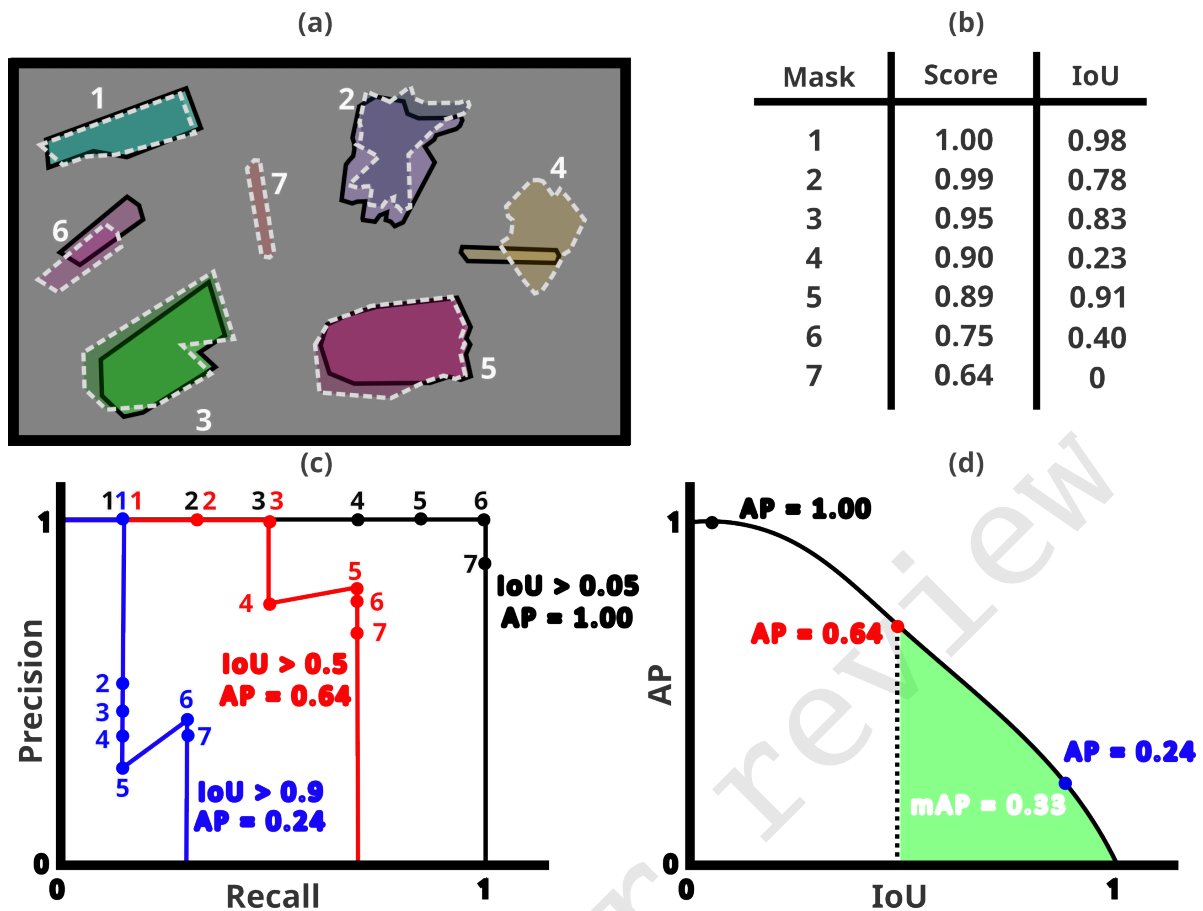 (a)
1
2
7
4
6
5
3
(b)
Mask Score IoU
1 1.00 0.98
2 0.99 0.78
3 0.95 0.83
4 0.90 0.23
5 0.89 0.91
6 0.75 0.40
7 0.64 0
(c)
1 1 1 2 2 3 3 4 5 6
1
7
IoU > 0.05
AP = 1.00
5
4 6
7
IoU > 0.5
AP = 0.64
2
3
4
5
6
7
IoU > 0.9
AP = 0.24
Precision
0
0
Recall
1
(d)
1
AP = 1.00
AP = 0.64
AP = 0.24
mAP = 0.33
AP
0
0
IoU
1
review